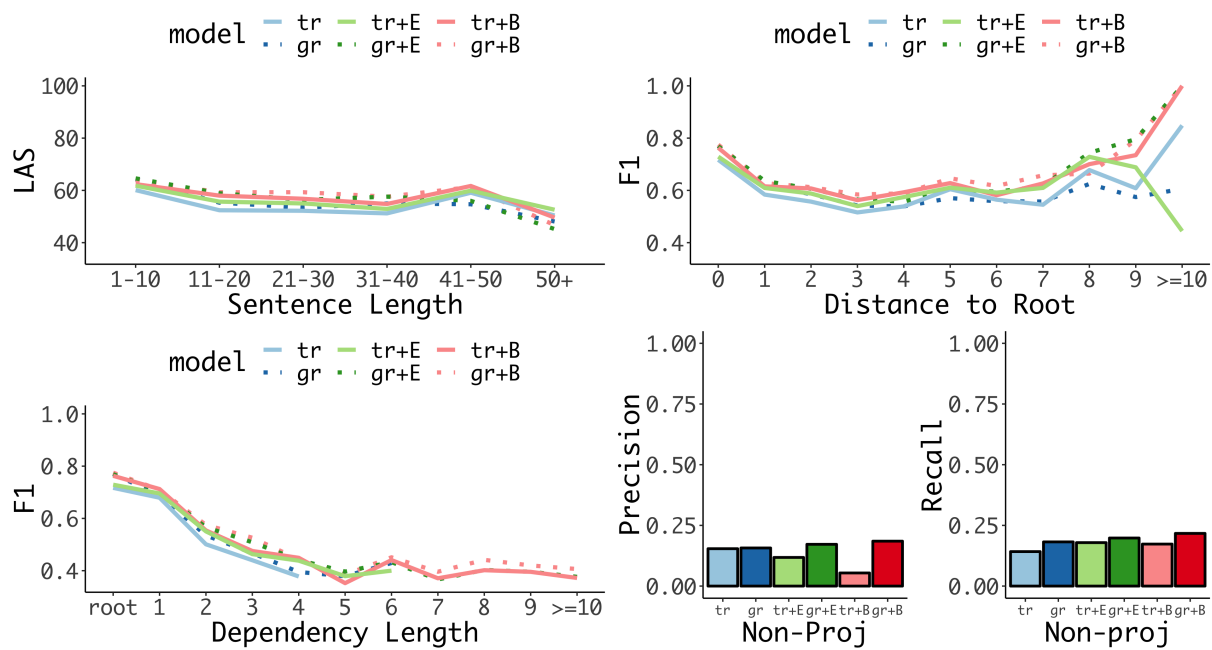 model tr tr+E tr+B
gr gr+E gr+B
LAS
100
80
60
40
1-10 11-20 21-30 31-40 41-50 50+
Sentence Length
model tr tr+E tr+B
gr gr+E gr+B
F1
1.0
0.8
0.6
0.4
0 1 2 3 4 5 6 7 8 9 >=10
Distance to Root
model tr tr+E tr+B
gr gr+E gr+B
F1
1.0
0.8
0.6
0.4
root 1 2 3 4 5 6 7 8 9 >=10
Dependency Length
Precision
1.00
0.75
0.50
0.25
0.00
tr gr tr+E gr+E tr+B gr+B
Non-Proj
Recall
1.00
0.75
0.50
0.25
0.00
tr gr tr+E gr+E tr+B gr+B
Non-proj